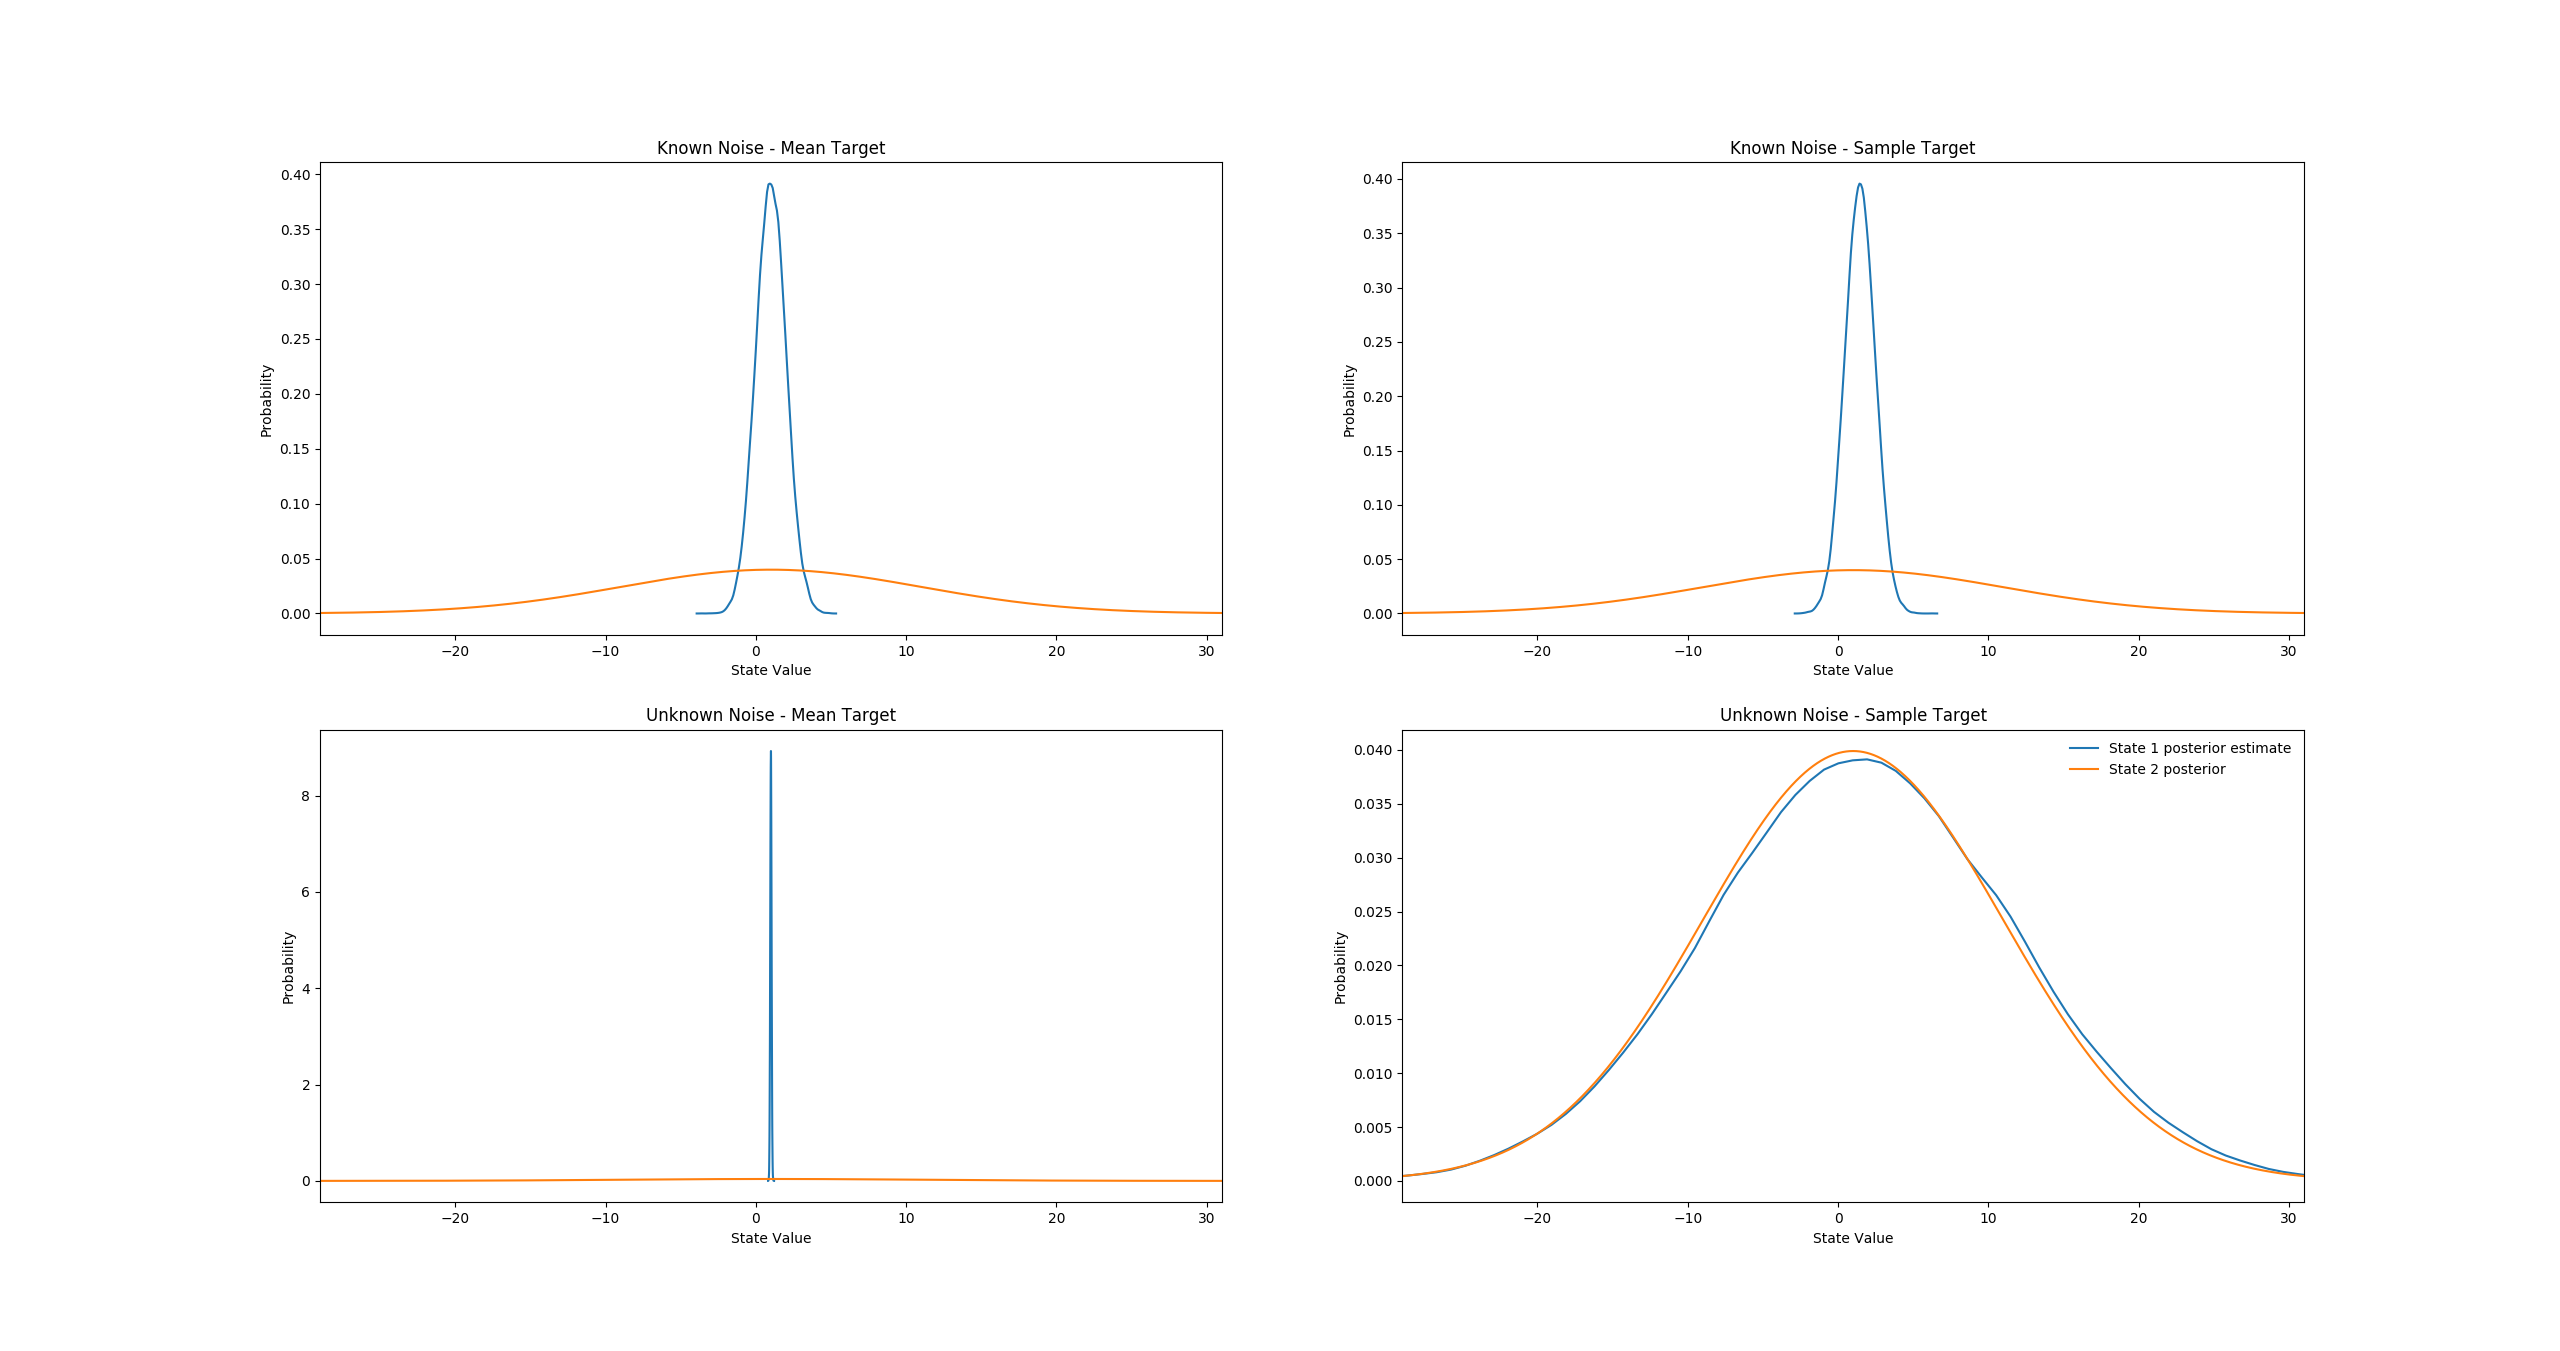 Known Noise - Mean Target
0.40
0.35
0.30
0.25
0.20
0.15
0.10
0.05
0.00
Probability
−20 −10 0 10 20 30
State Value
Known Noise - Sample Target
0.40
0.35
0.30
0.25
0.20
0.15
0.10
0.05
0.00
Probability
−20 −10 0 10 20 30
State Value
Unknown Noise - Mean Target
8
6
4
2
0
Probability
−20 −10 0 10 20 30
State Value
Unknown Noise - Sample Target
State 1 posterior estimate
State 2 posterior
0.040
0.035
0.030
0.025
0.020
0.015
0.010
0.005
0.000
Probability
−20 −10 0 10 20 30
State Value